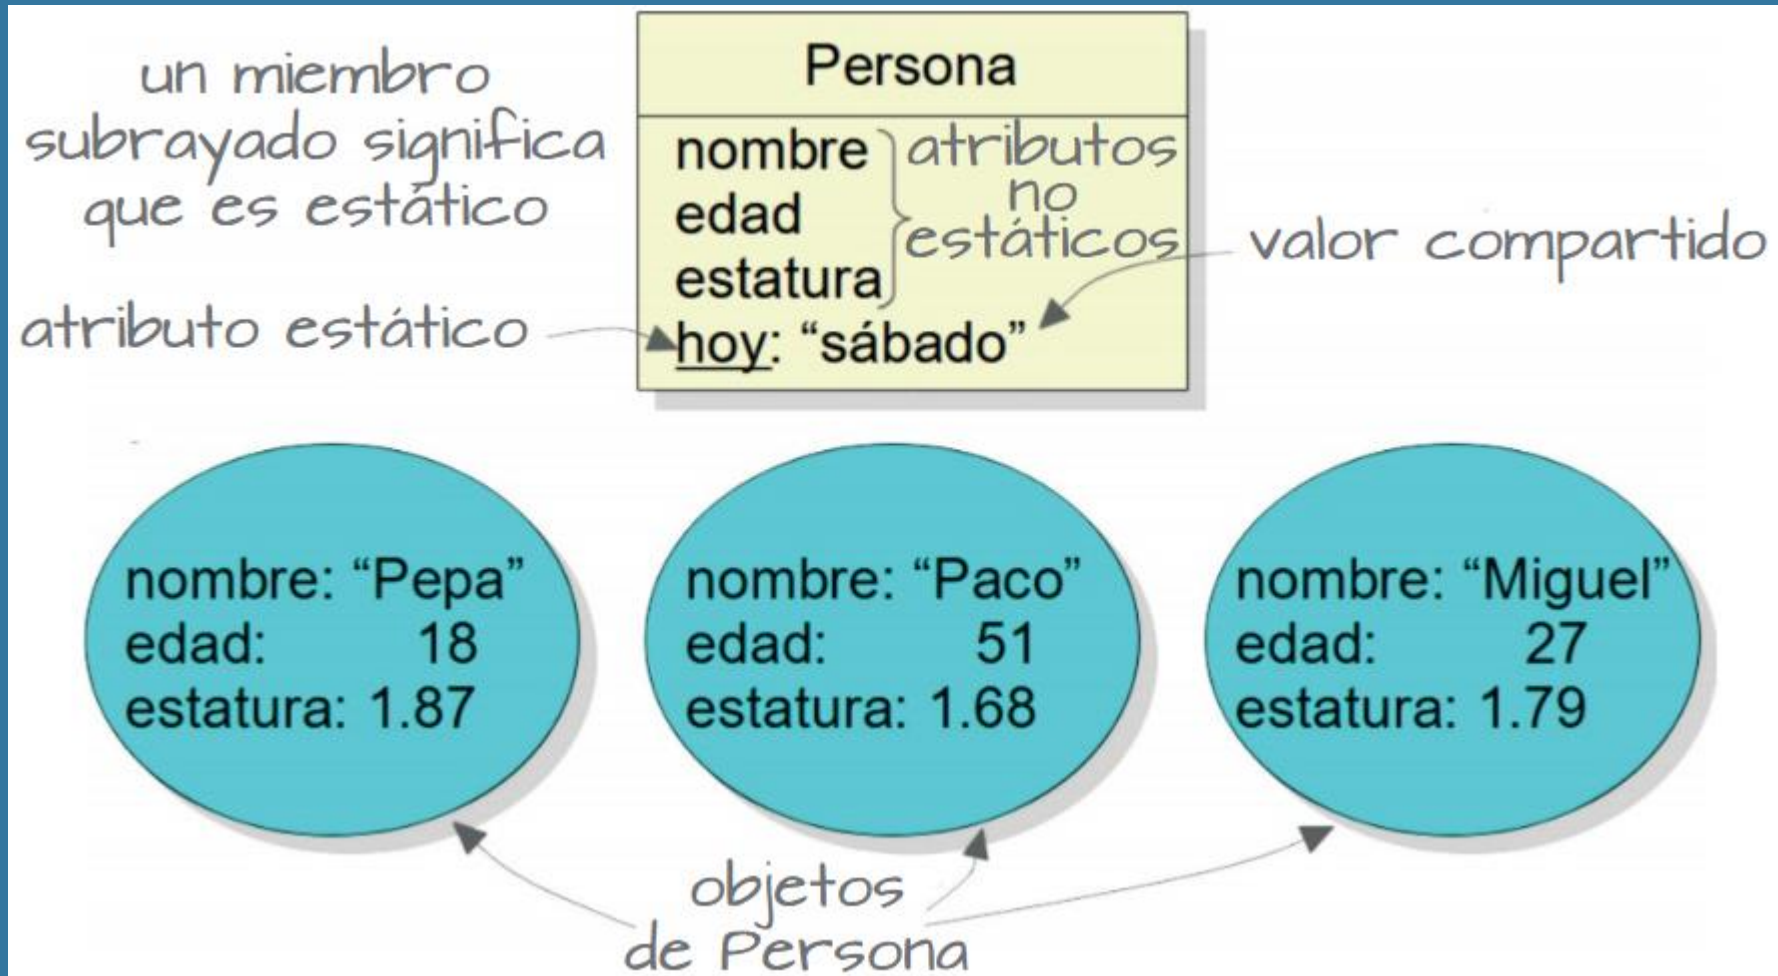 un miembro
subrayado significa
que es estático
atributo estático
Persona
nombre
edad
estatura
hoy: “sábado”
atributos
no
estáticos
valor compartido
nombre: “Pepa”
edad: 18
estatura: 1.87
nombre: “Paco”
edad: 51
estatura: 1.68
nombre: “Miguel”
edad: 27
estatura: 1.79
objetos
de Persona